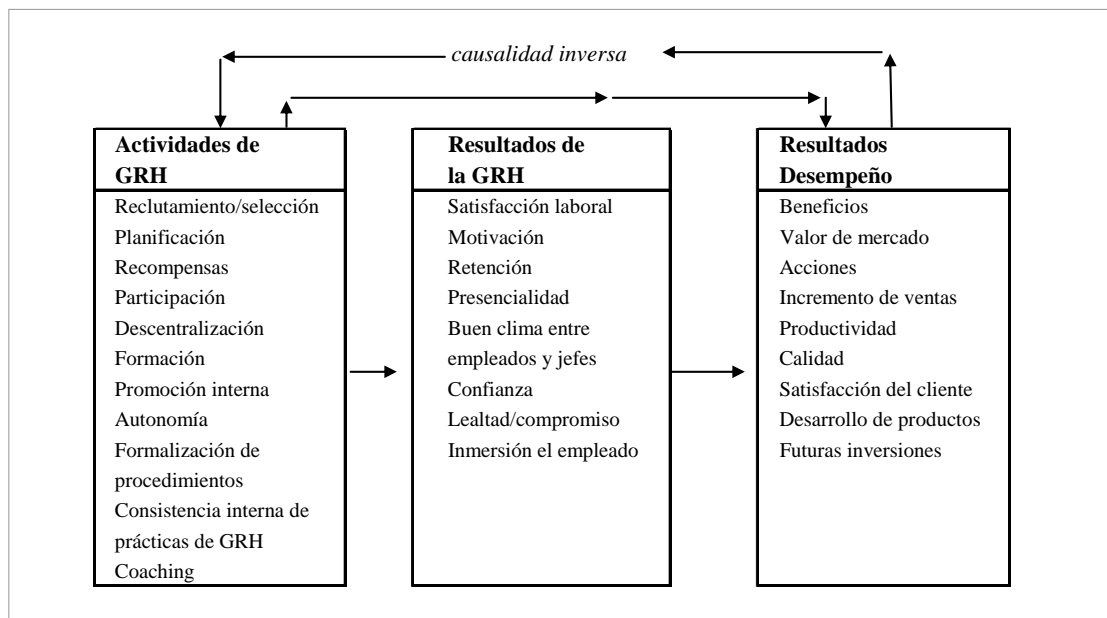 causalidad inversa
Actividades de
GRH
Reclutamiento/selección
Planificación
Recompensas
Participación
Descentralización
Formación
Promoción interna
Autonomía
Formalización de
procedimientos
Consistencia interna de
prácticas de GRH
Coaching
Resultados de
la GRH
Satisfacción laboral
Motivación
Retención
Presencialidad
Buen clima entre
empleados y jefes
Confianza
Lealtad/compromiso
Inmersión el empleado
Resultados
Desempeño
Beneficios
Valor de mercado
Acciones
Incremento de ventas
Productividad
Calidad
Satisfacción del cliente
Desarrollo de productos
Futuras inversiones